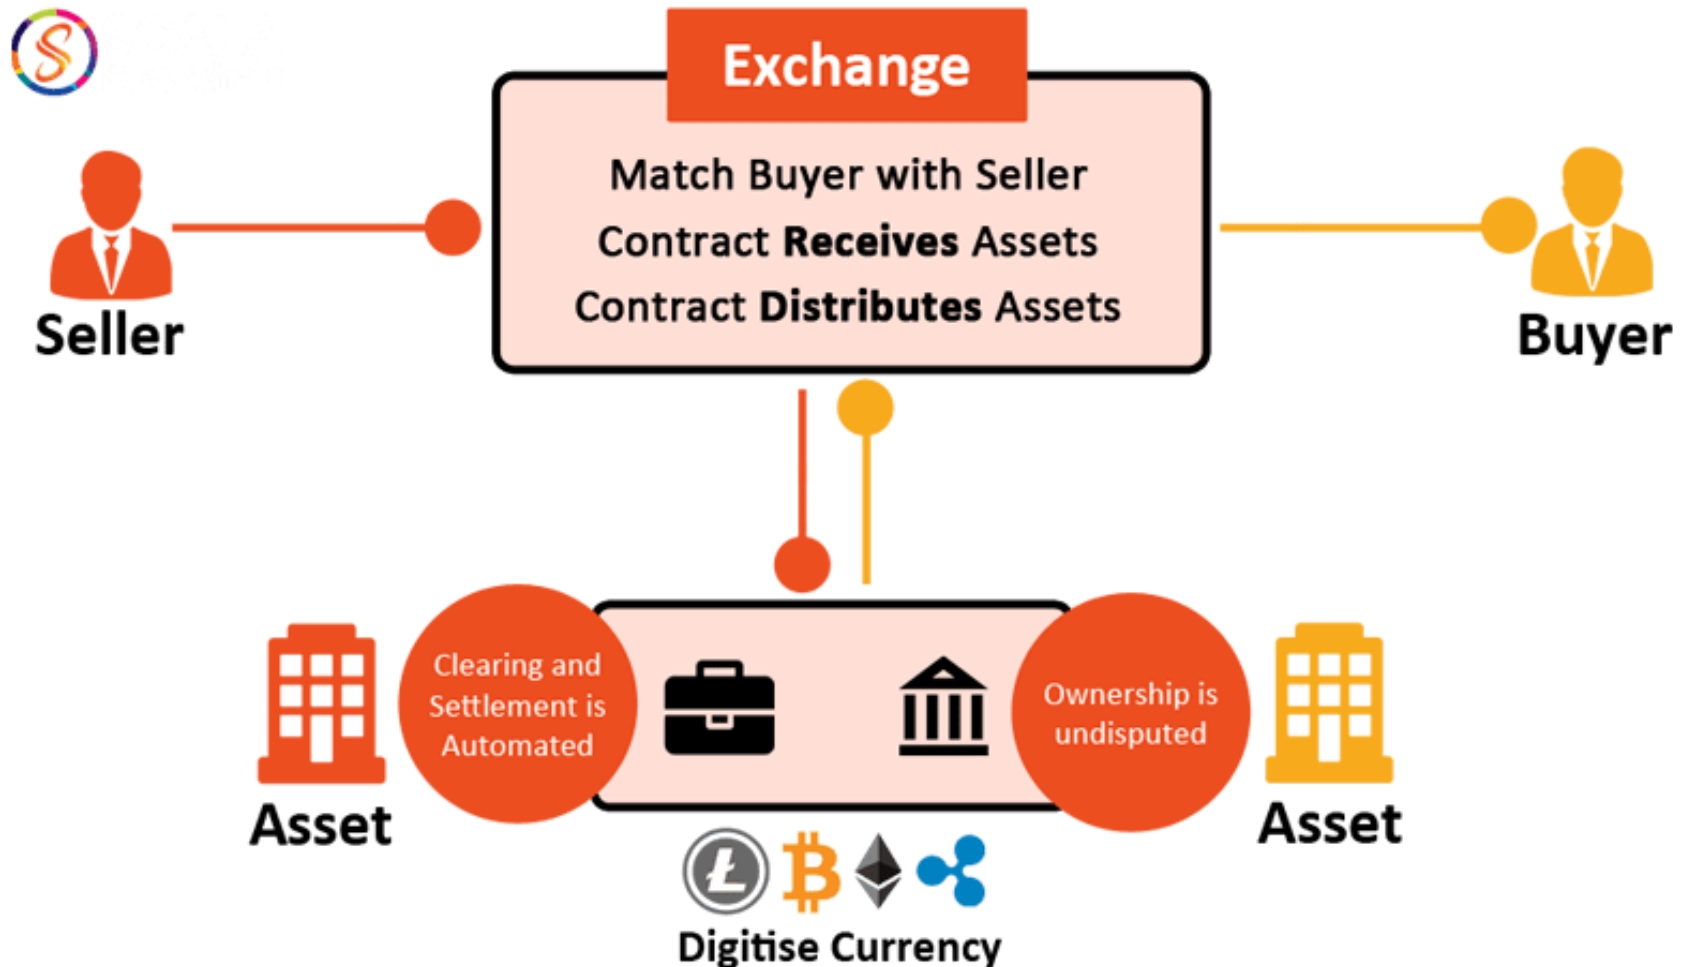 Exchange
Match Buyer with Seller
Contract Receives Assets
Contract Distributes Assets
Seller
Buyer
Clearing and
Settlement is
Automated
Ownership is
undisputed
Asset
Asset
Digitise Currency